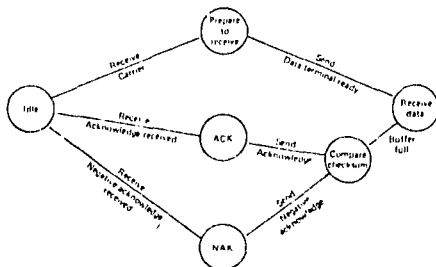 Prepare
to
receive
Receive
Carrier
Send
Data terminal ready
Idle
Receive
Acknowledge received
ACK
Send
Acknowledge
Receive
data
Buffer
full
Compare
checksum
Receive
Negative acknowledge
received
Send
Negative
acknowledge
NAK